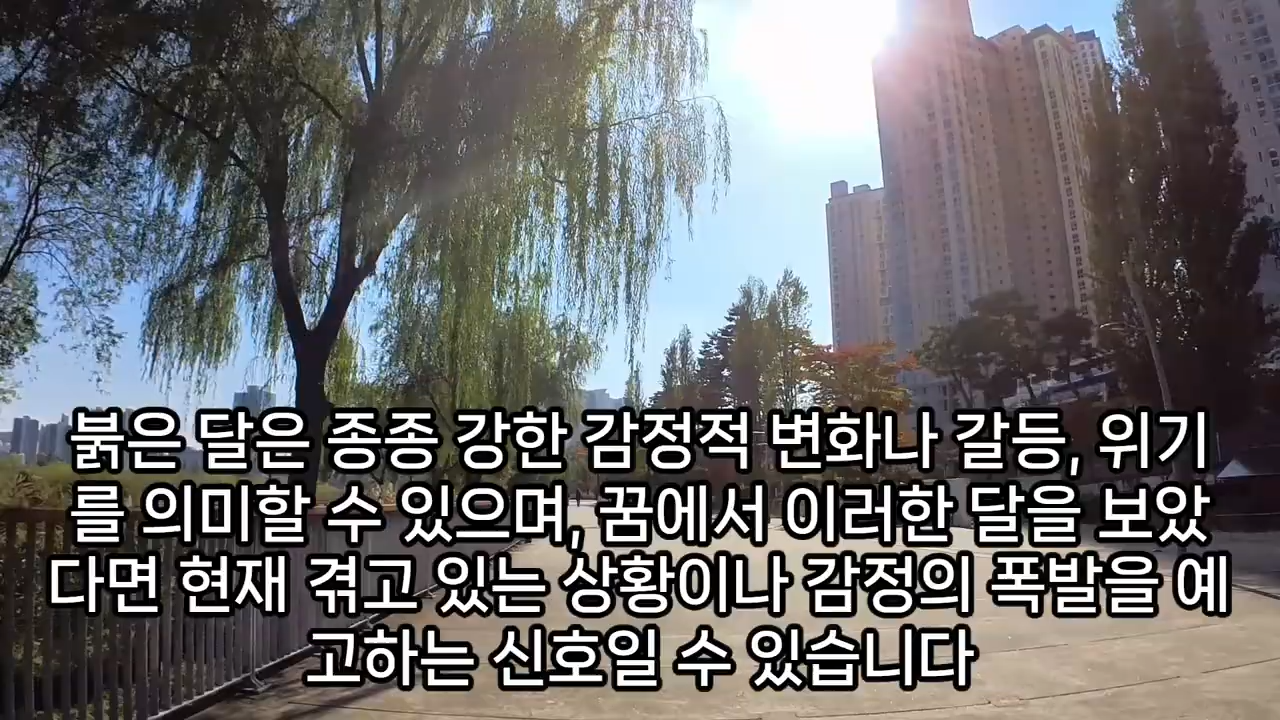 붉은 달은 종종 강한 감정적 변화나 갈등, 위기
를 의미할 수 있으며, 꿈에서 이러한 달을 보았
다면 현재 겪고 있는 상황이나 감정의 폭발을 예
고하는 신호일 수 있습니다